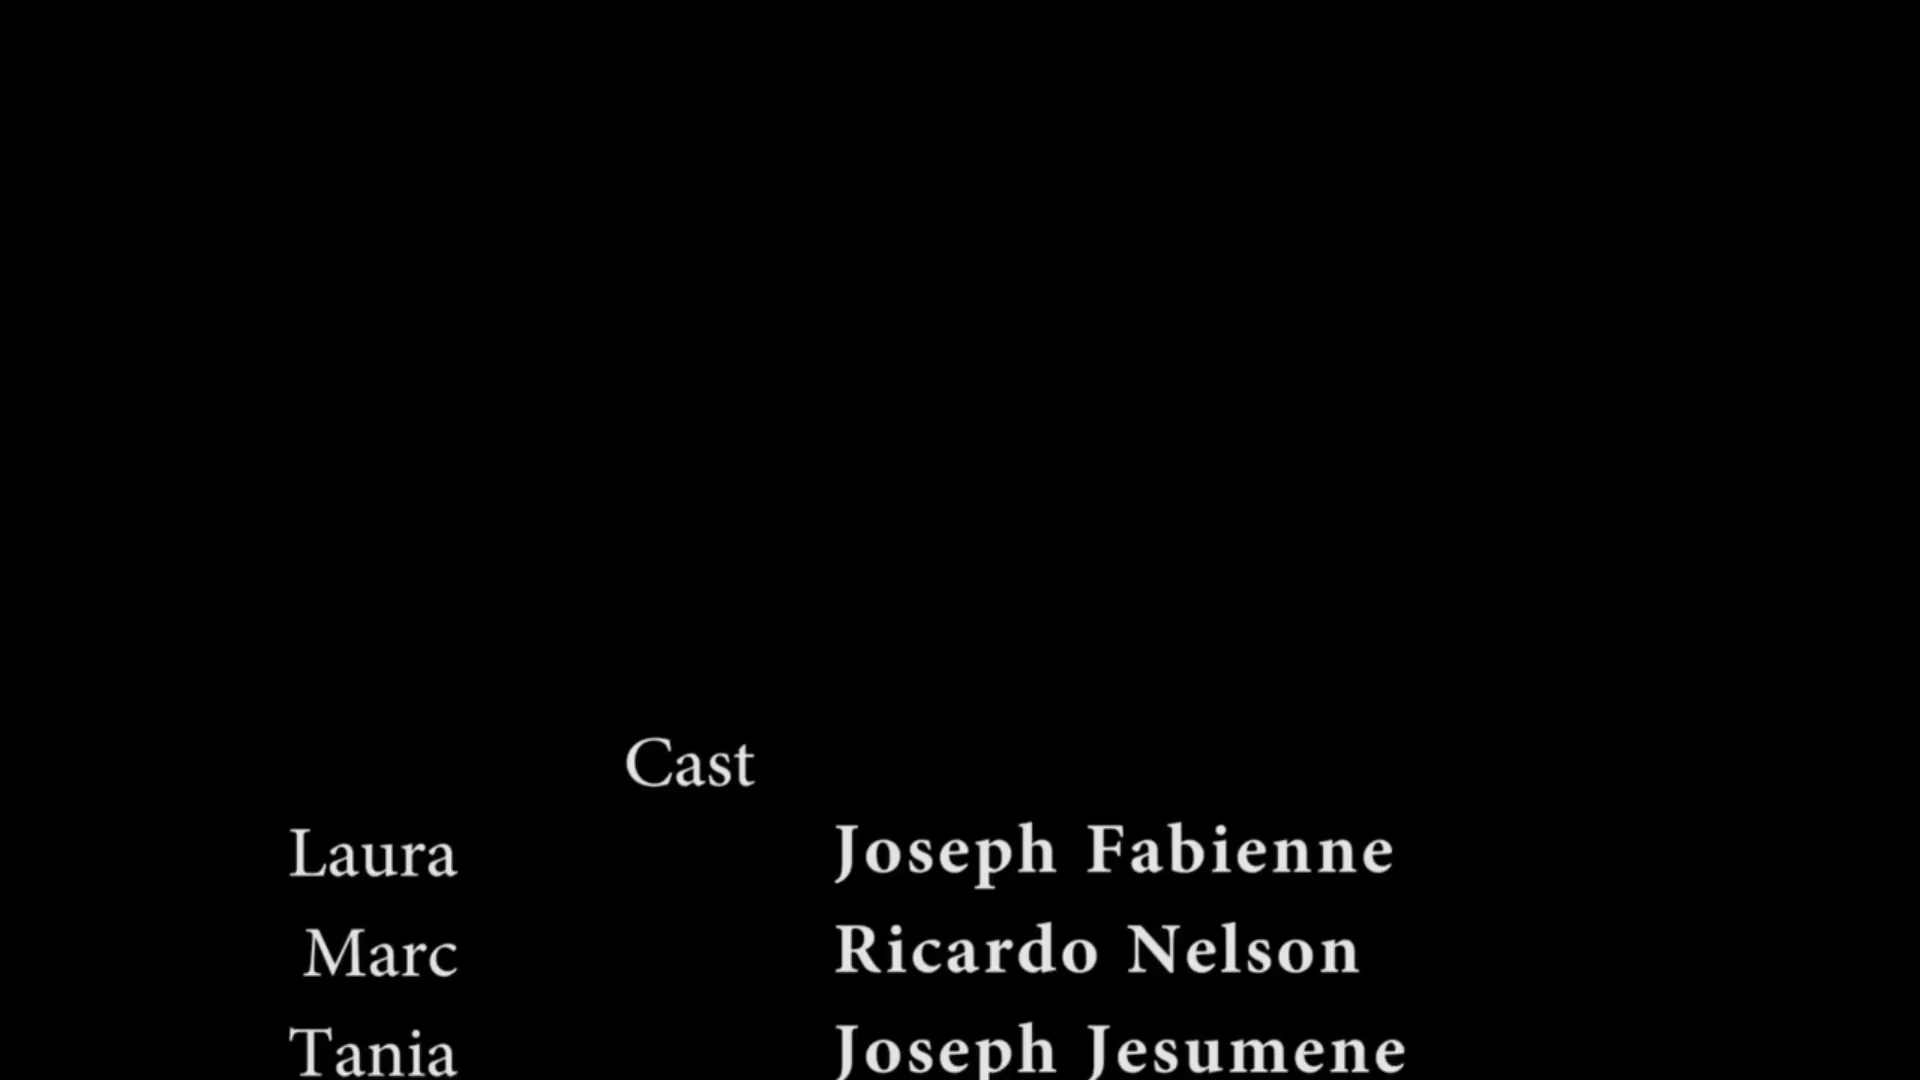 Cast
Laura Joseph Fabienne
Marc Ricardo Nelson
Tania Joseph Jesumene